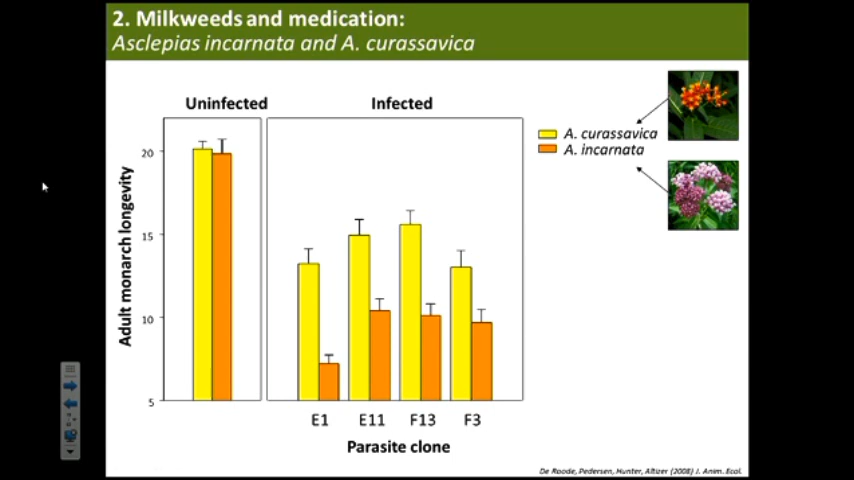 2. Milkweeds and medication:
Asclepias incarnata and A. curassavica
Uninfected
Infected
A. curassavica
A. incarnata
Adult monarch longevity
20
15
10
5
E1
E11
F13
F3
Parasite clone
De Roode, Pedersen, Hunter, Altizer (2008) J. Anim. Ecol.